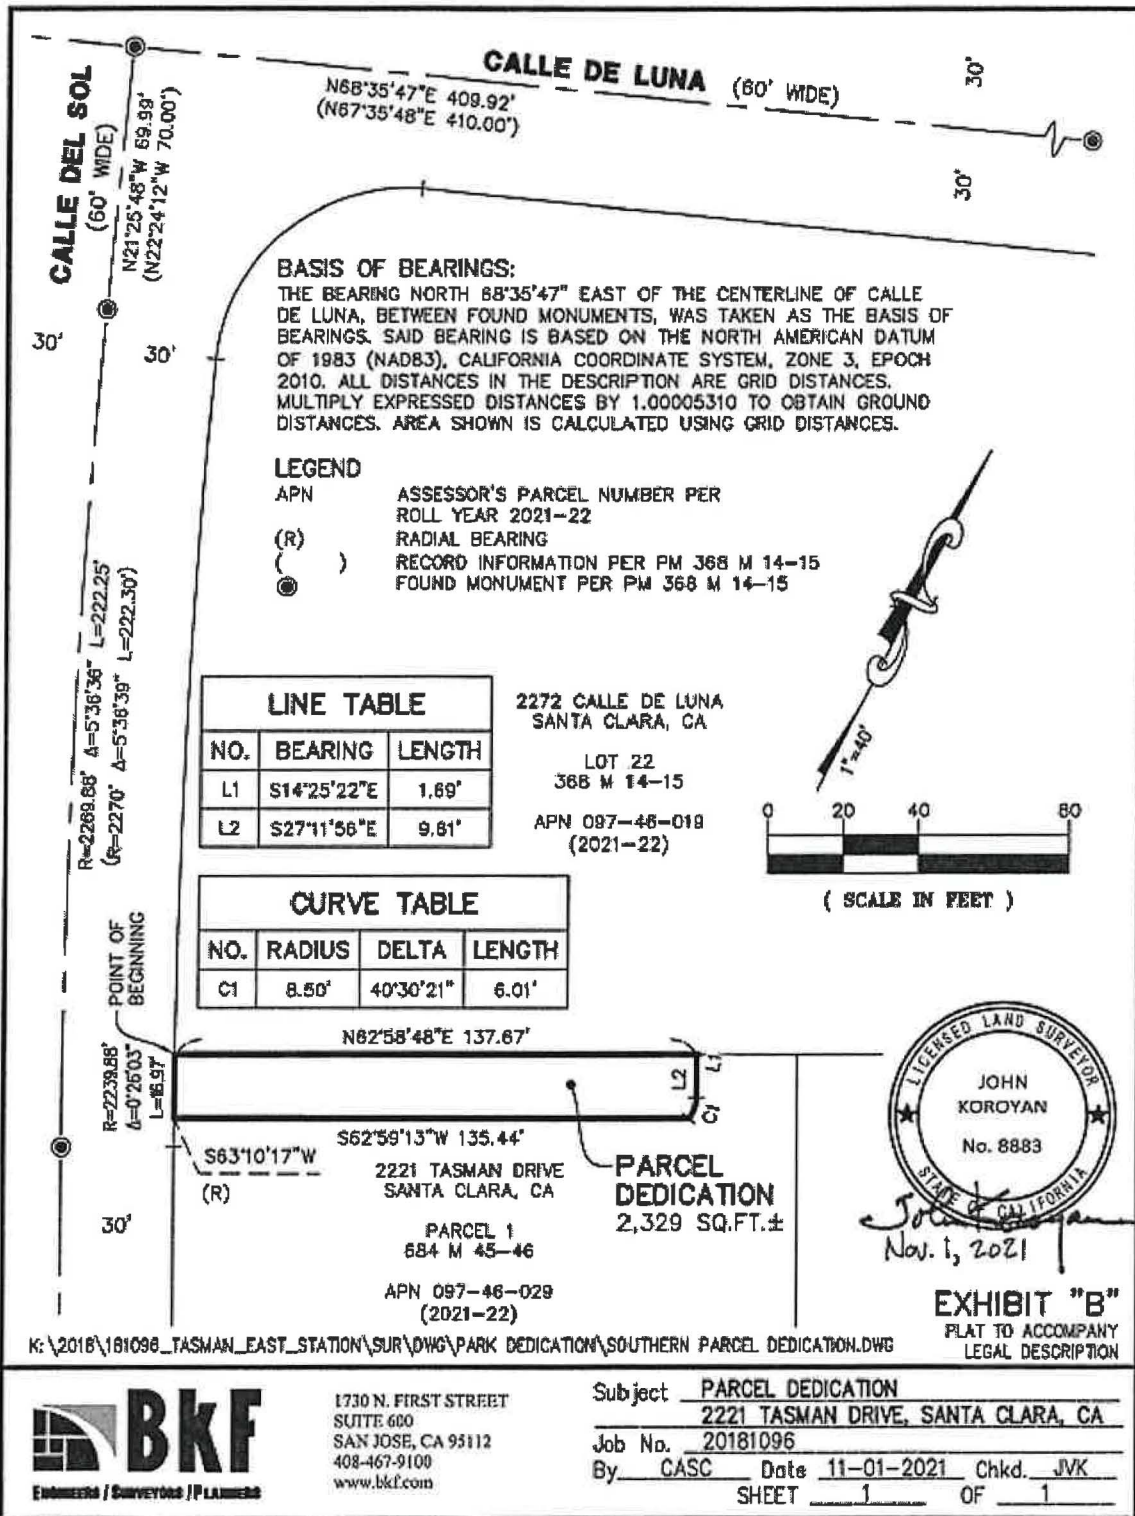 CALLE DE LUNA (60' WIDE)
N68°35'47"E 409.92'
(N67°35'48"E 410.00')
30'
30'
CALLE DEL SOL
(60' WIDE)
N21°25'48"W 69.99'
(N22°24'12"W 70.00')
30'
30'
BASIS OF BEARINGS:
THE BEARING NORTH 68°35'47" EAST OF THE CENTERLINE OF CALLE
DE LUNA, BETWEEN FOUND MONUMENTS, WAS TAKEN AS THE BASIS OF
BEARINGS. SAID BEARING IS BASED ON THE NORTH AMERICAN DATUM
OF 1983 (NAD83), CALIFORNIA COORDINATE SYSTEM, ZONE 3, EPOCH
2010. ALL DISTANCES IN THE DESCRIPTION ARE GRID DISTANCES.
MULTIPLY EXPRESSED DISTANCES BY 1.00005310 TO OBTAIN GROUND
DISTANCES. AREA SHOWN IS CALCULATED USING GRID DISTANCES.
LEGEND
APN ASSESSOR'S PARCEL NUMBER PER
ROLL YEAR 2021-22
(R) RADIAL BEARING
( ) RECORD INFORMATION PER PM 368 M 14-15
FOUND MONUMENT PER PM 368 M 14-15
R=2269.88' Δ=5°36'36" L=222.25'
(R=2270' Δ=5°36'39" L=222.30')
LINE TABLE
NO. BEARING LENGTH
L1 S14°25'22"E 1.69'
L2 S27°11'56"E 9.81'
2272 CALLE DE LUNA
SANTA CLARA, CA
LOT 22
368 M 14-15
APN 097-46-019
(2021-22)
1"=40'
0 20 40 80
( SCALE IN FEET )
CURVE TABLE
NO. RADIUS DELTA LENGTH
C1 8.50' 40°30'21" 6.01'
POINT OF
BEGINNING
R=2239.88'
Δ=0°26'03"
L=16.97'
N62°58'48"E 137.67'
L2
L1
C1
S62°59'13"W 135.44'
S63°10'17"W
(R)
30'
2221 TASMAN DRIVE
SANTA CLARA, CA
PARCEL 1
684 M 45-46
APN 097-46-029
(2021-22)
PARCEL
DEDICATION
2,329 SQ.FT.±
LICENSED LAND SURVEYOR
JOHN
KOROYAN
No. 8883
STATE OF CALIFORNIA
John Koroyan
Nov. 1, 2021
EXHIBIT "B"
PLAT TO ACCOMPANY
LEGAL DESCRIPTION
K:\2018\181096_TASMAN_EAST_STATION\SUR\DWG\PARK DEDICATION\SOUTHERN PARCEL DEDICATION.DWG
BkF
ENGINEERS / SURVEYORS / PLANNERS
1730 N. FIRST STREET
SUITE 600
SAN JOSE, CA 95112
408-467-9100
www.bkf.com
Subject PARCEL DEDICATION
2221 TASMAN DRIVE, SANTA CLARA, CA
Job No. 20181096
By CASC Date 11-01-2021 Chkd. JVK
SHEET 1 OF 1